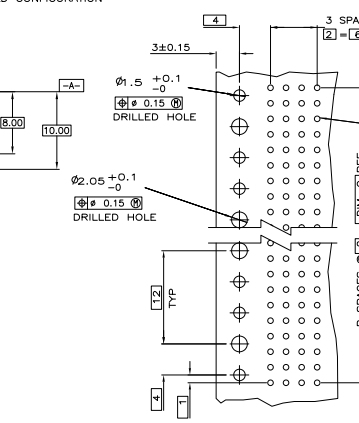 CONFIGURATION
4
3 SPA
2 = 6
3±0.15
-A-
8.00
10.00
Ø1.5 +0.1
-0
⌖ ø 0.15 Ⓜ
DRILLED HOLE
Ø2.05 +0.1
-0
⌖ ø 0.15 Ⓜ
DRILLED HOLE
12
TYP
4
1